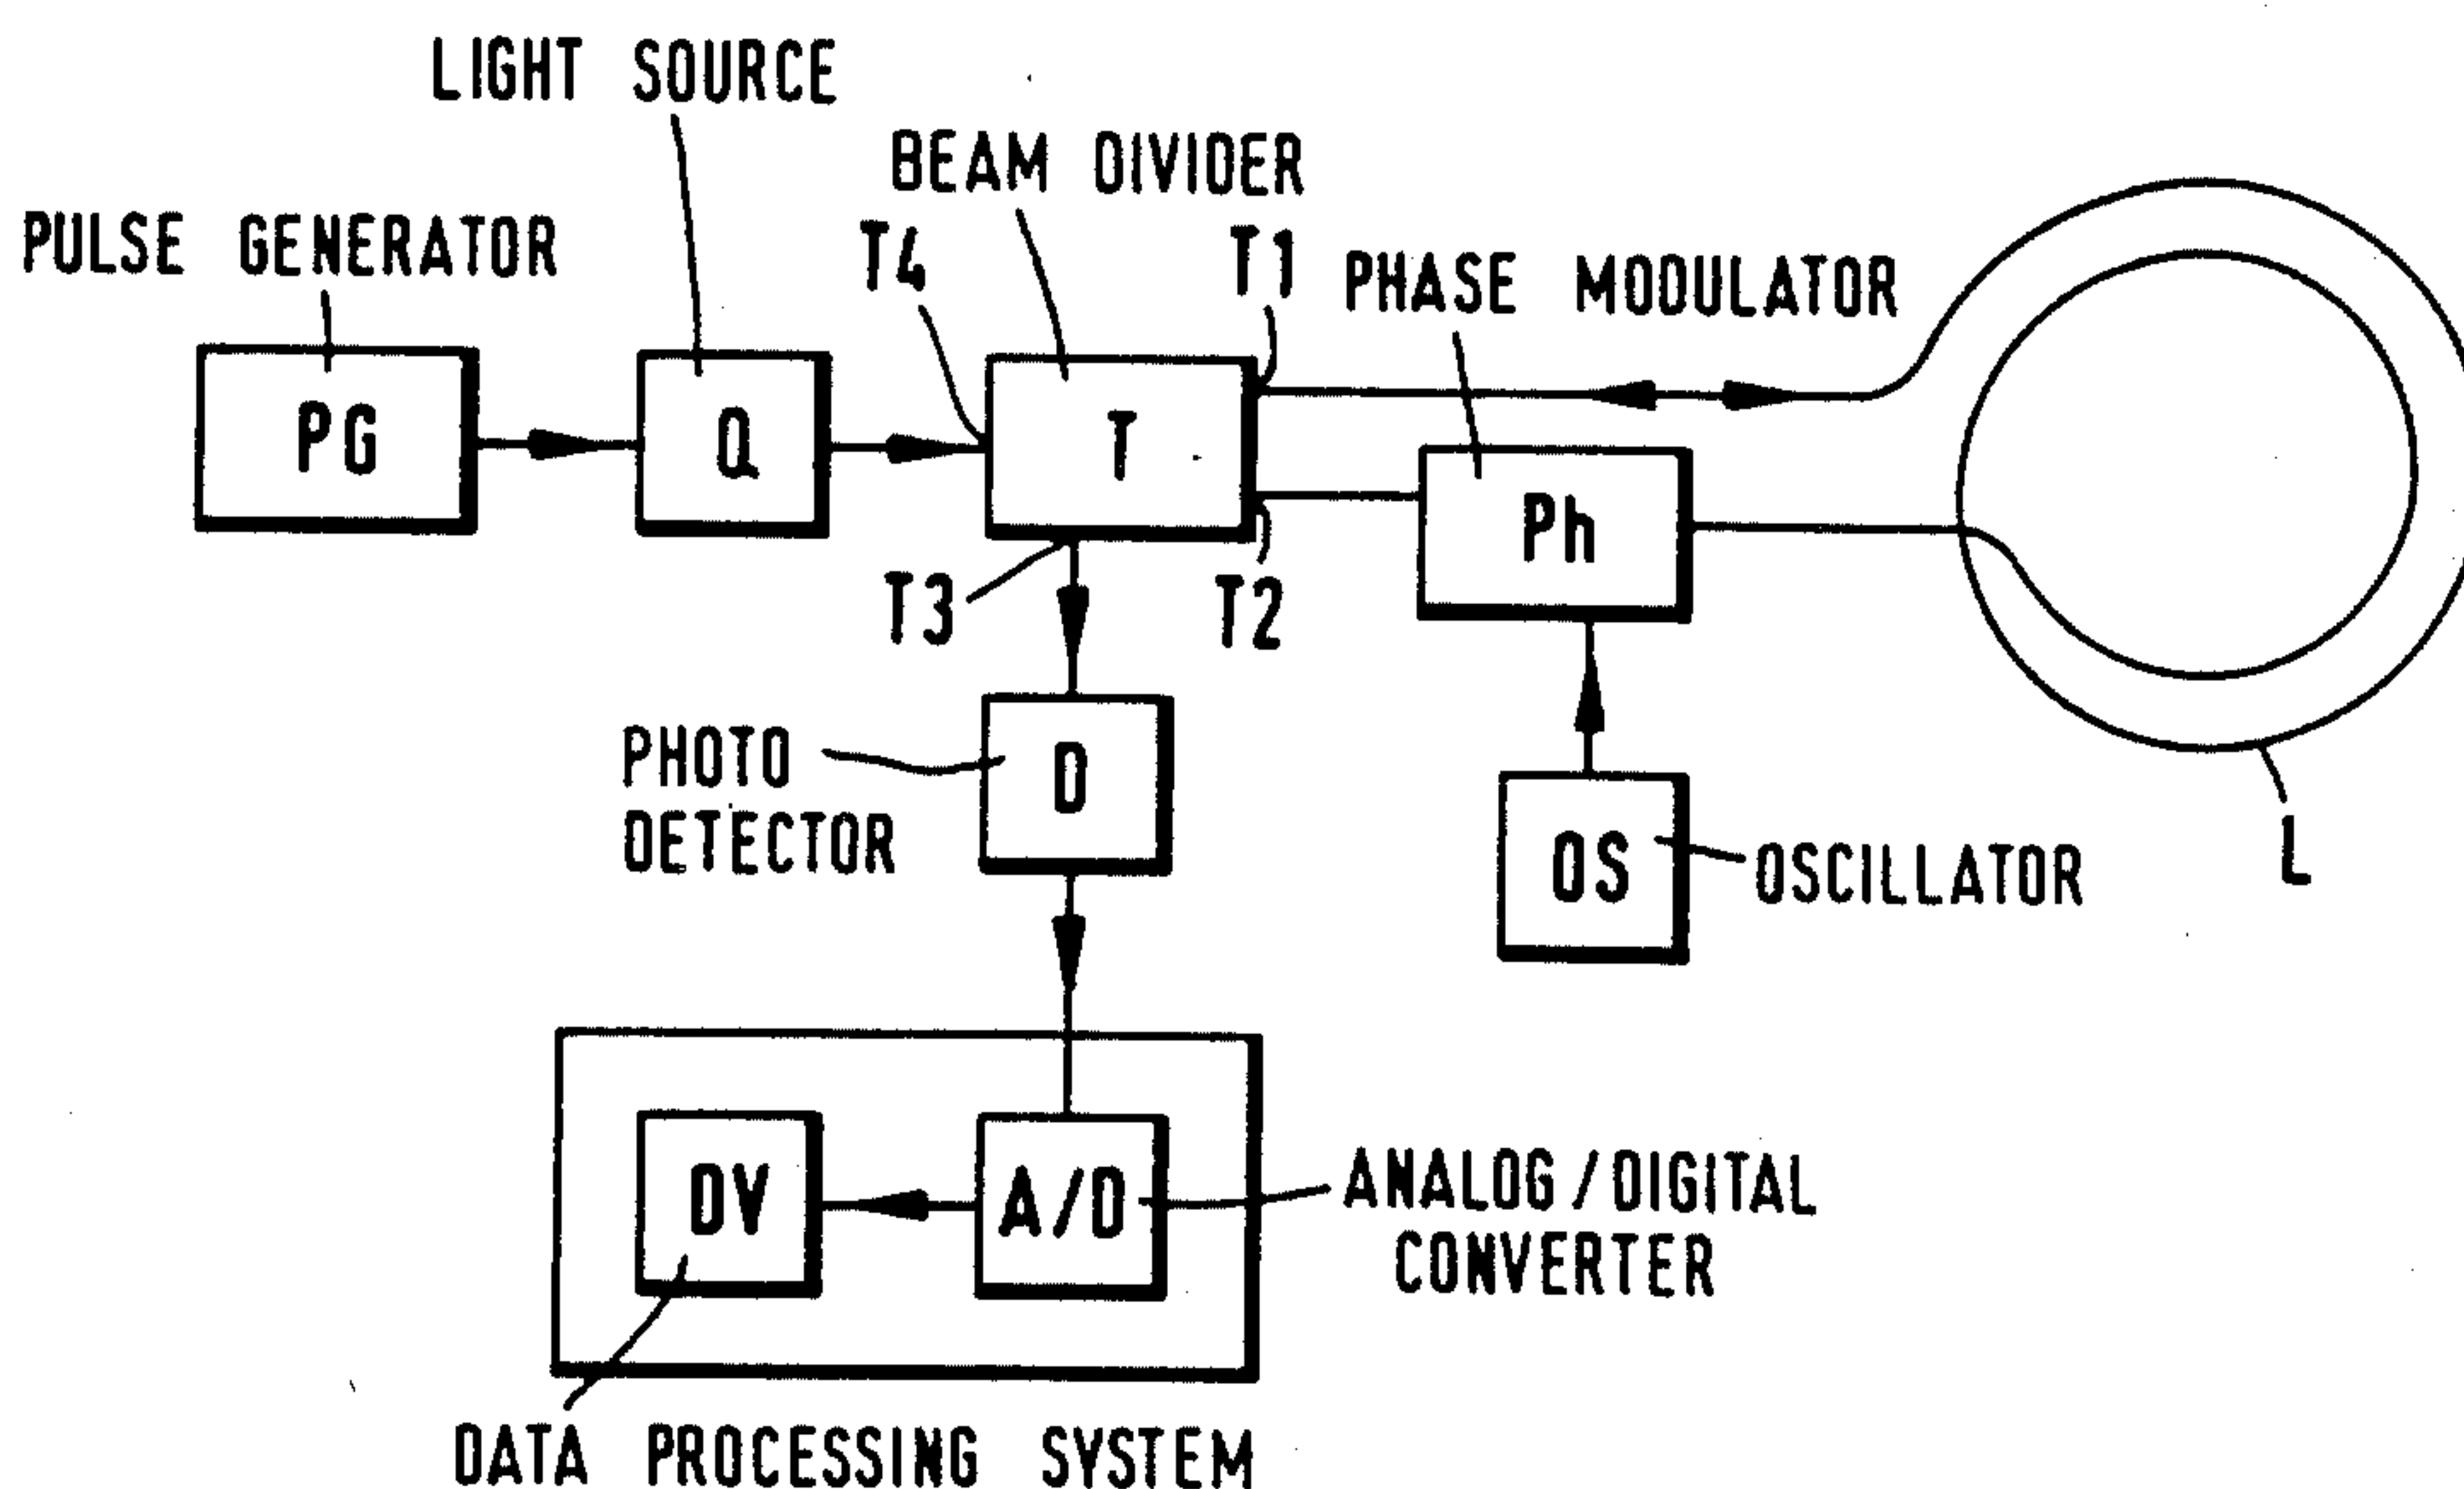 LIGHT SOURCE
BEAM DIVIDER
PULSE GENERATOR
T4
T1
PHASE MODULATOR
PG
Q
T
Ph
T3
T2
PHOTO
DETECTOR
D
OS
OSCILLATOR
L
DV
A/D
ANALOG/DIGITAL
CONVERTER
DATA PROCESSING SYSTEM